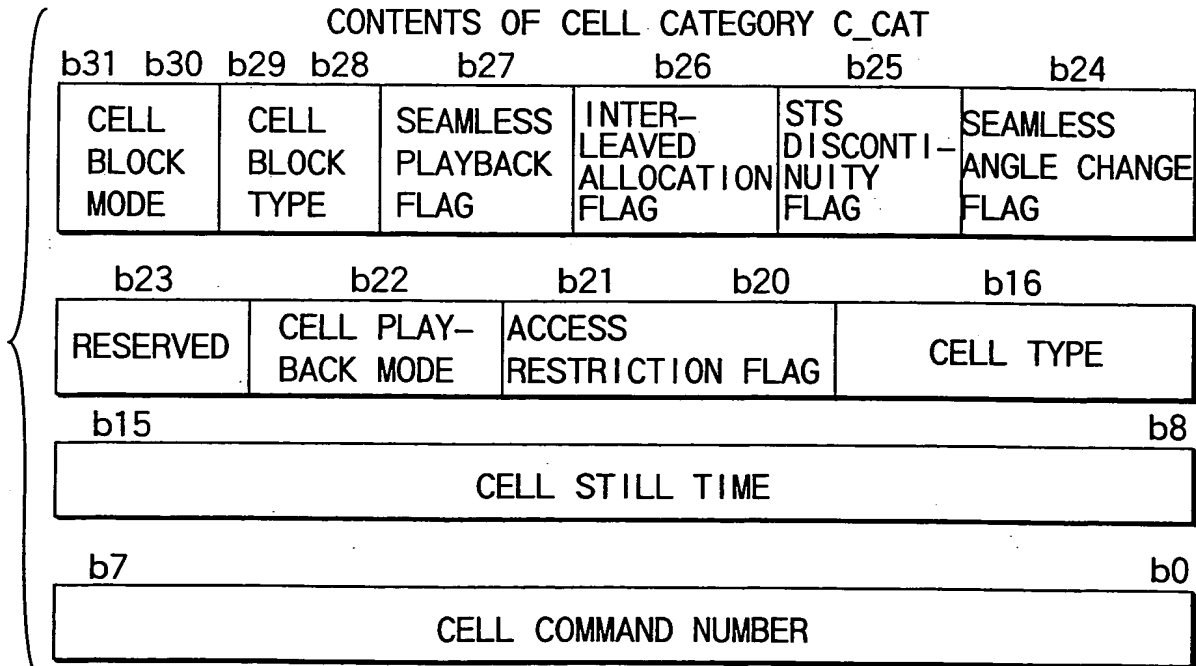 CONTENTS OF CELL CATEGORY C_CAT
b31 b30 b29 b28 b27 b26 b25 b24
CELL
BLOCK
MODE
CELL
BLOCK
TYPE
SEAMLESS
PLAYBACK
FLAG
INTER–
LEAVED
ALLOCATION
FLAG
STS
DISCONTI–
NUITY
FLAG
SEAMLESS
ANGLE CHANGE
FLAG
b23 b22 b21 b20 b16
RESERVED
CELL PLAY–
BACK MODE
ACCESS
RESTRICTION FLAG
CELL TYPE
b15 b8
CELL STILL TIME
b7 b0
CELL COMMAND NUMBER